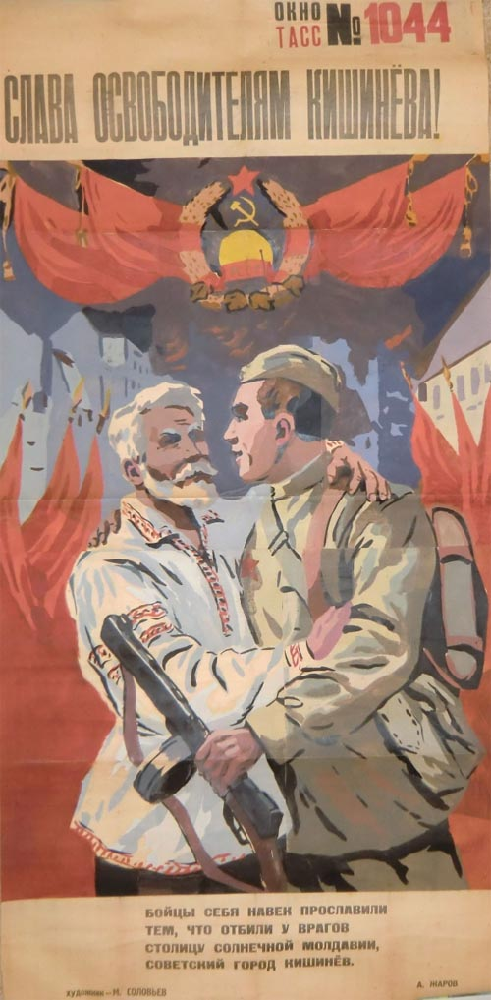 ОКНО
ТАСС № 1044
СЛАВА ОСВОБОДИТЕЛЯМ КИШИНЁВА!
БОЙЦЫ СЕБЯ НАВЕК ПРОСЛАВИЛИ
ТЕМ, ЧТО ОТБИЛИ У ВРАГОВ
СТОЛИЦУ СОЛНЕЧНОЙ МОЛДАВИИ,
СОВЕТСКИЙ ГОРОД КИШИНЁВ.
ХУДОЖНИК — М. СОЛОВЬЕВ
А. ЖАРОВ